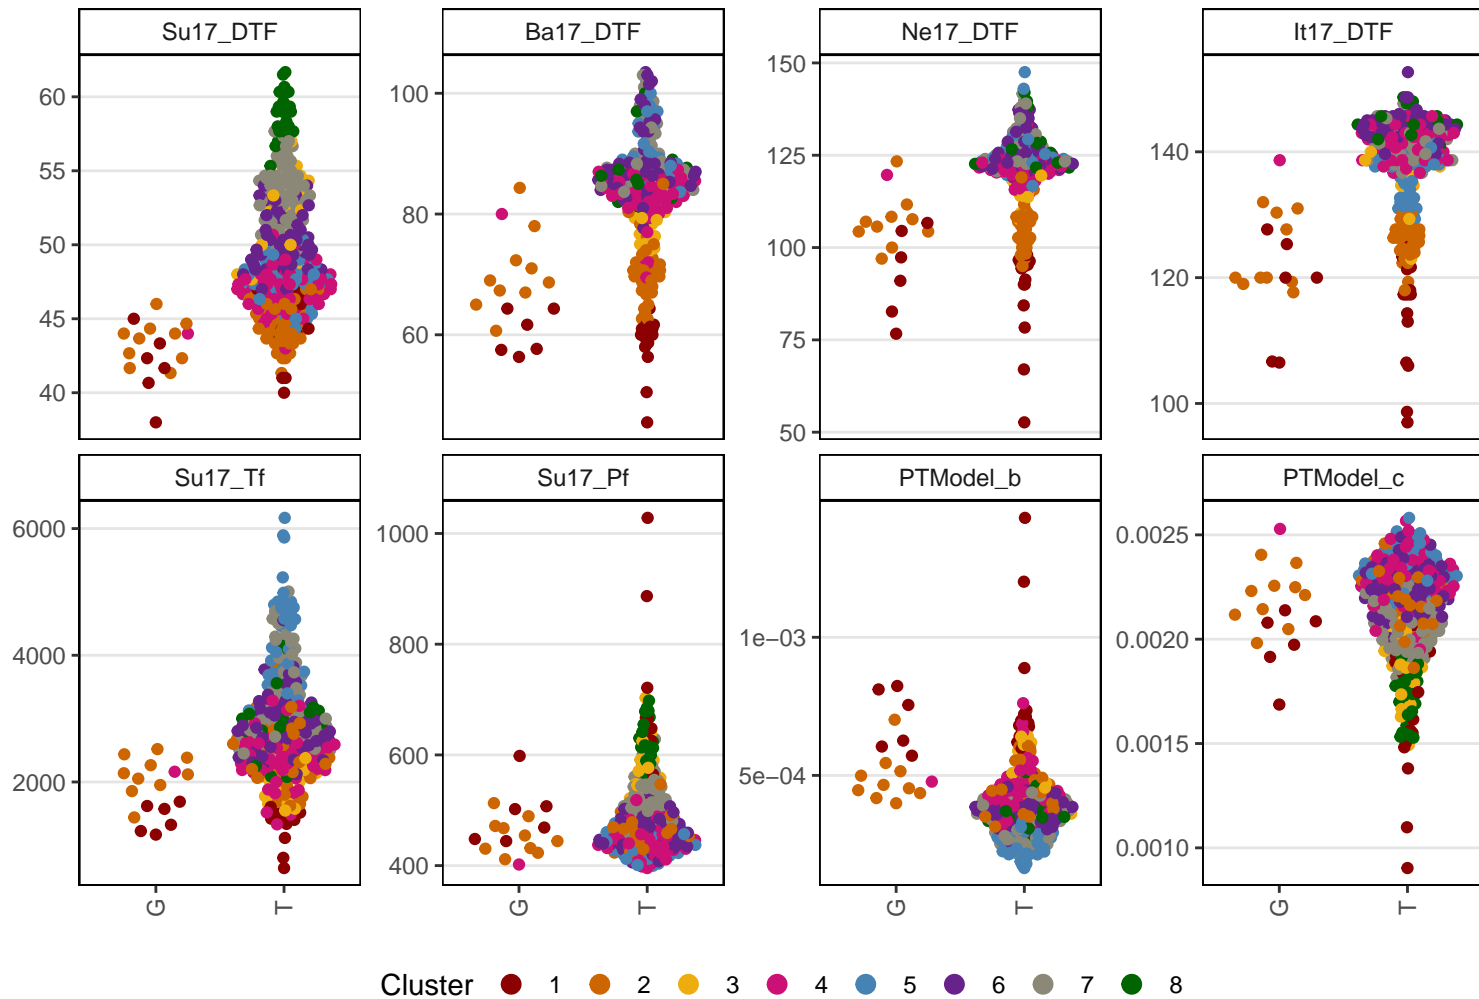 Su17_DTF
Ba17_DTF
Ne17_DTF
It17_DTF
60
55
50
45
40
100
80
60
150
125
100
75
50
140
120
100
Su17_Tf
Su17_Pf
PTModel_b
PTModel_c
6000
4000
2000
1000
800
600
400
1e−03
5e−04
0.0025
0.0020
0.0015
0.0010
G
T
G
T
G
T
G
T
Cluster 1 2 3 4 5 6 7 8